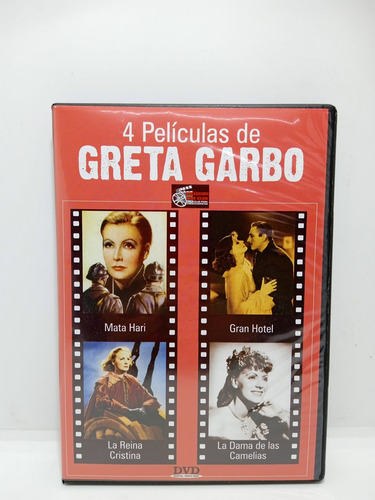 4 Películas de
GRETA GARBO
Mata Hari
Gran Hotel
La Reina
Cristina
La Dama de las
Camelias
DVD